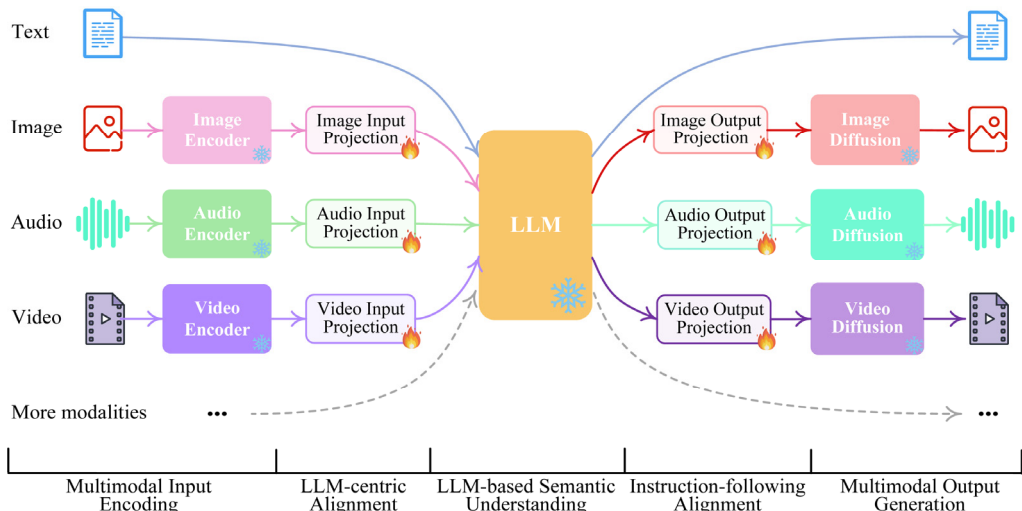 Text
Image
Image
Encoder
Image Input
Projection
Image Output
Projection
Image
Diffusion
Audio
Audio
Encoder
Audio Input
Projection
LLM
Audio Output
Projection
Audio
Diffusion
Video
Video
Encoder
Video Input
Projection
Video Output
Projection
Video
Diffusion
More modalities
...
...
Multimodal Input
Encoding
LLM-centric
Alignment
LLM-based Semantic
Understanding
Instruction-following
Alignment
Multimodal Output
Generation